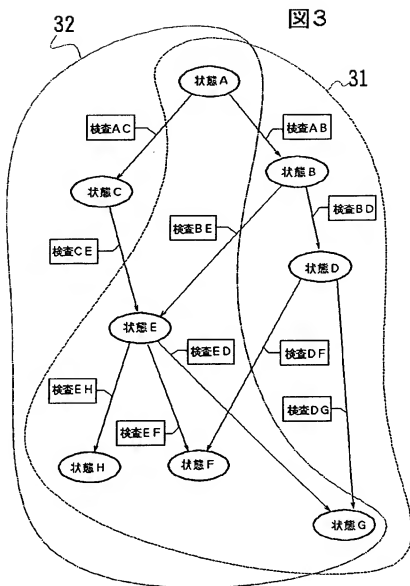 32
図3
31
状態A
検査AC
検査AB
状態C
状態B
検査BD
検査CE
検査BE
状態D
状態E
検査ED
検査DF
検査EH
検査EF
検査DG
状態H
状態F
状態G